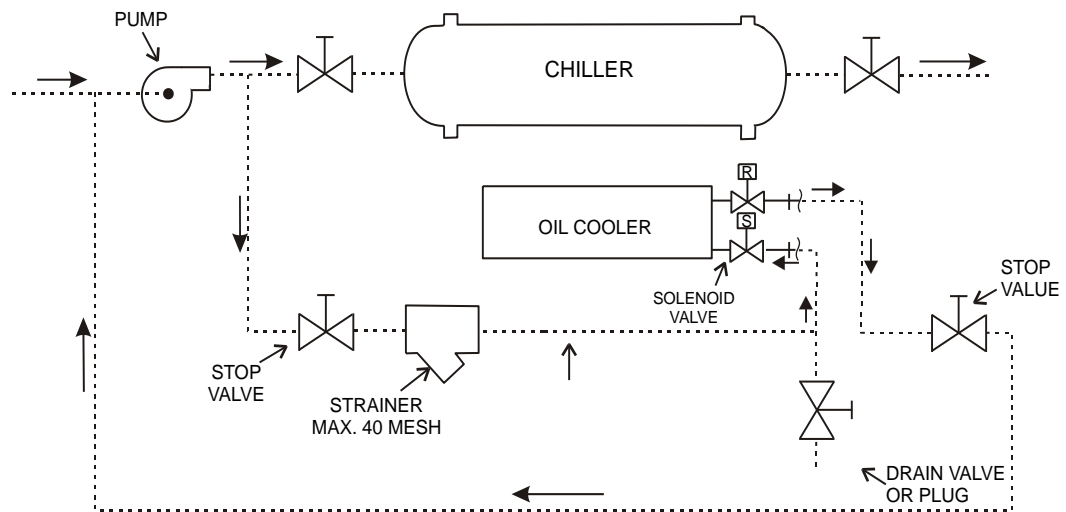 PUMP
CHILLER
R
OIL COOLER
S
SOLENOID
VALVE
STOP
VALUE
STOP
VALVE
STRAINER
MAX. 40 MESH
DRAIN VALVE
OR PLUG